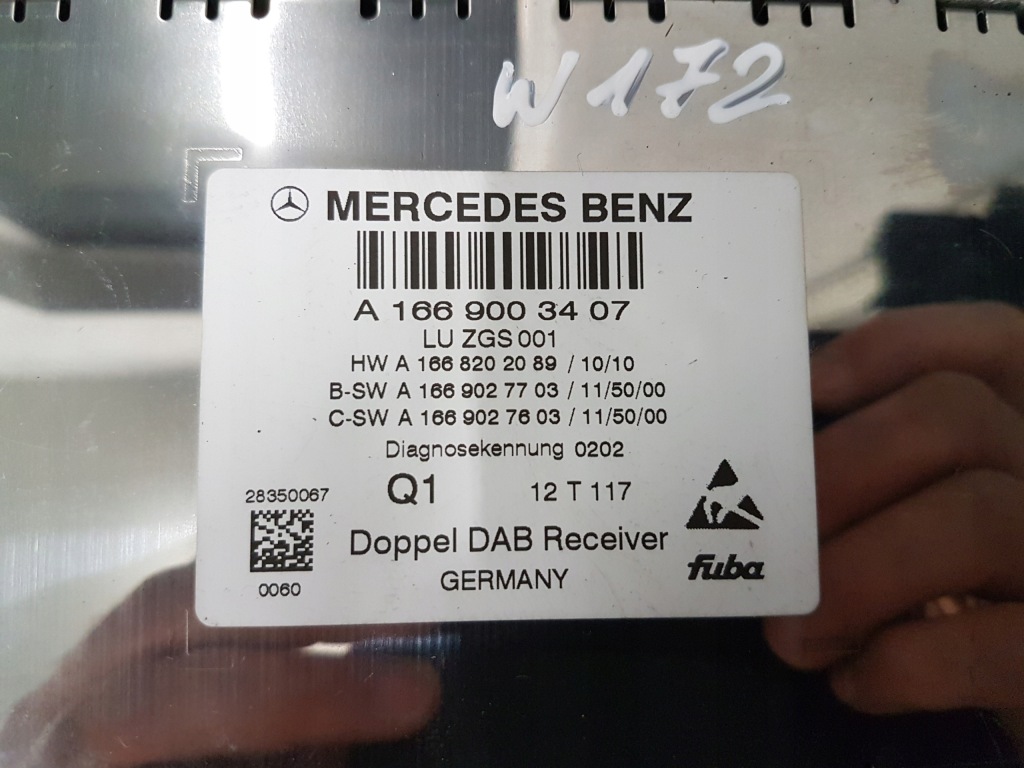 W172
MERCEDES BENZ
A 166 900 34 07
LU ZGS 001
HW A 166 820 20 89 / 10/10
B-SW A 166 902 77 03 / 11/50/00
C-SW A 166 902 76 03 / 11/50/00
Diagnosekennung 0202
28350067 Q1 12 T 117
Doppel DAB Receiver
fuba
0060 GERMANY